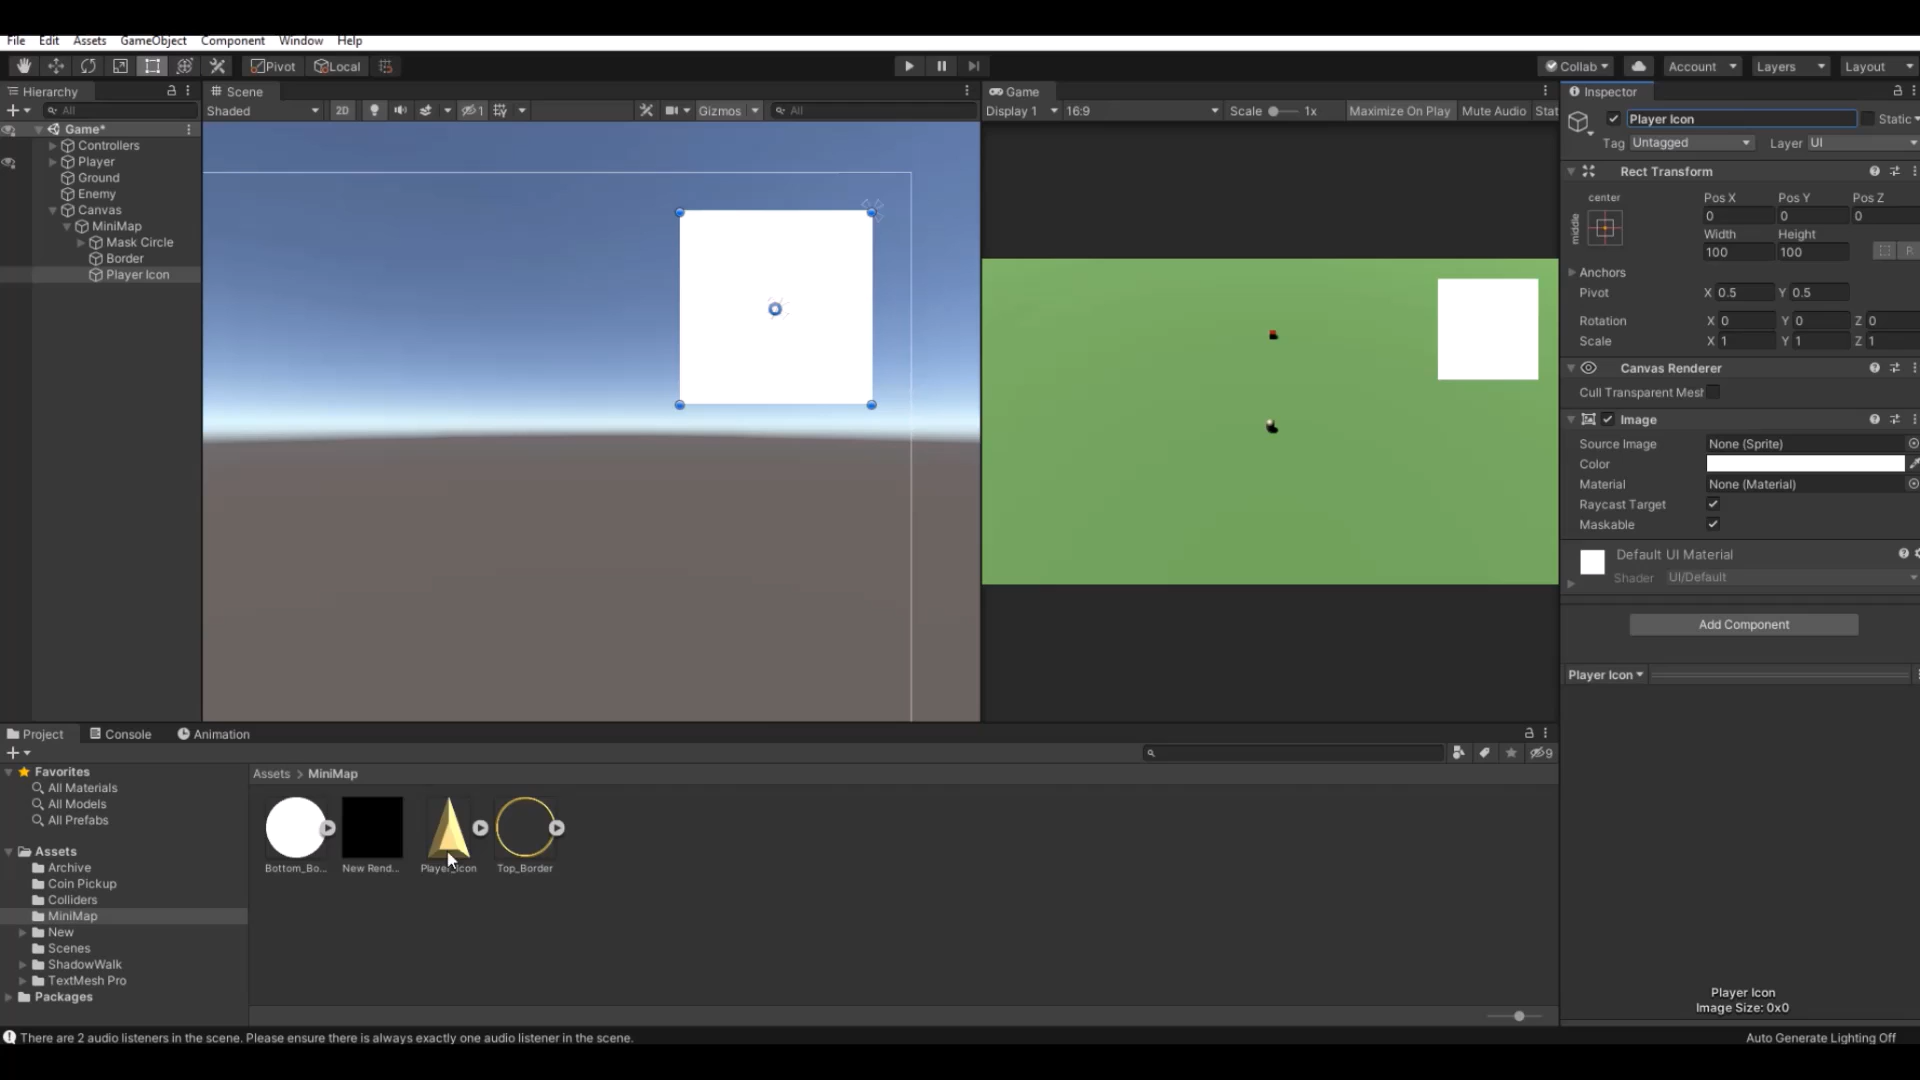 File Edit Assets GameObject Component Window Help
Pivot Local Collab Account Layers Layout
Hierarchy
All
Game*
Controllers
Player
Ground
Enemy
Canvas
MiniMap
Mask Circle
Border
Player Icon
Scene
Shaded 2D 1 Gizmos All
Game
Display 1 16:9 Scale 1x Maximize On Play Mute Audio Stat
Inspector
Player Icon Static
Tag Untagged Layer UI
Rect Transform
center
middle
Pos X Pos Y Pos Z
0 0 0
Width Height
100 100 R
Anchors
Pivot X 0.5 Y 0.5
Rotation X 0 Y 0 Z 0
Scale X 1 Y 1 Z 1
Canvas Renderer
Cull Transparent Mesh
Image
Source Image None (Sprite)
Color
Material None (Material)
Raycast Target
Maskable
Default UI Material
Shader UI/Default
Add Component
Player Icon
Player Icon
Image Size: 0x0
Project Console Animation
9
Favorites
All Materials
All Models
All Prefabs
Assets
Archive
Coin Pickup
Colliders
MiniMap
New
Scenes
ShadowWalk
TextMesh Pro
Packages
Assets > MiniMap
Bottom_Bo... New Rend... Player_Icon Top_Border
There are 2 audio listeners in the scene. Please ensure there is always exactly one audio listener in the scene.
Auto Generate Lighting Off